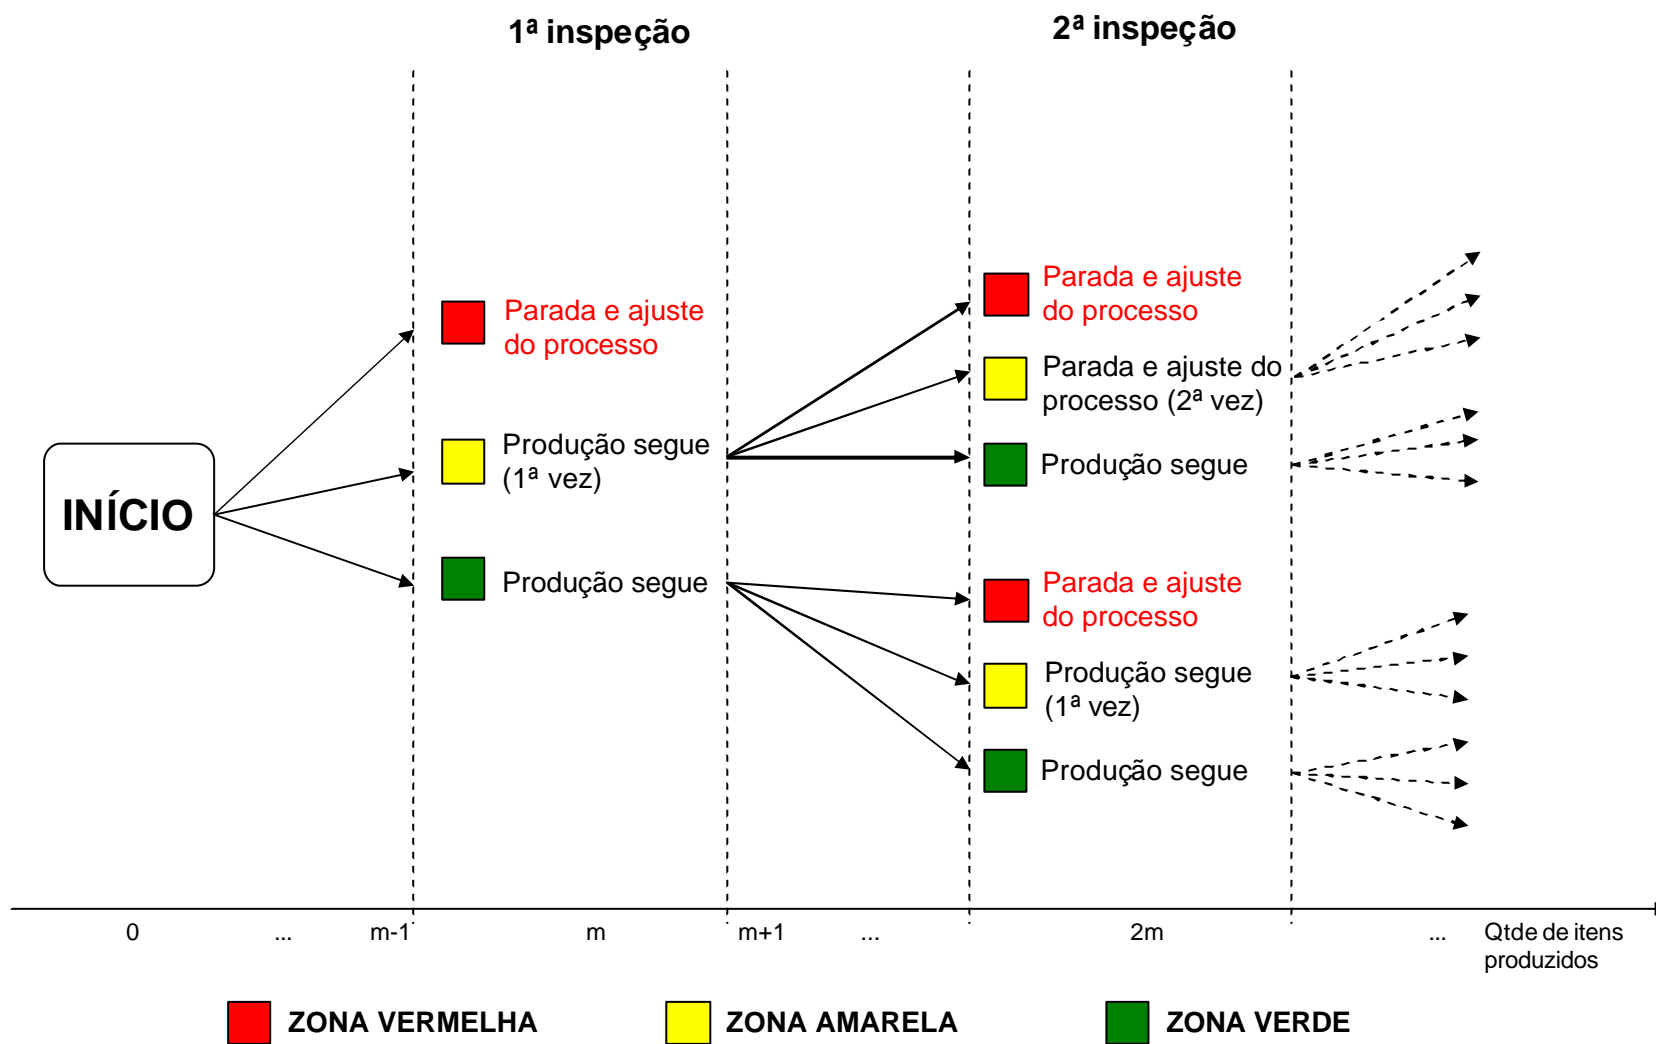 1ª inspeção
2ª inspeção
INÍCIO
Parada e ajuste
do processo
Produção segue
(1ª vez)
Produção segue
Parada e ajuste
do processo
Parada e ajuste do
processo (2ª vez)
Produção segue
Parada e ajuste
do processo
Produção segue
(1ª vez)
Produção segue
0 ... m-1 m m+1 ... 2m ... Qtde de itens
produzidos
ZONA VERMELHA ZONA AMARELA ZONA VERDE